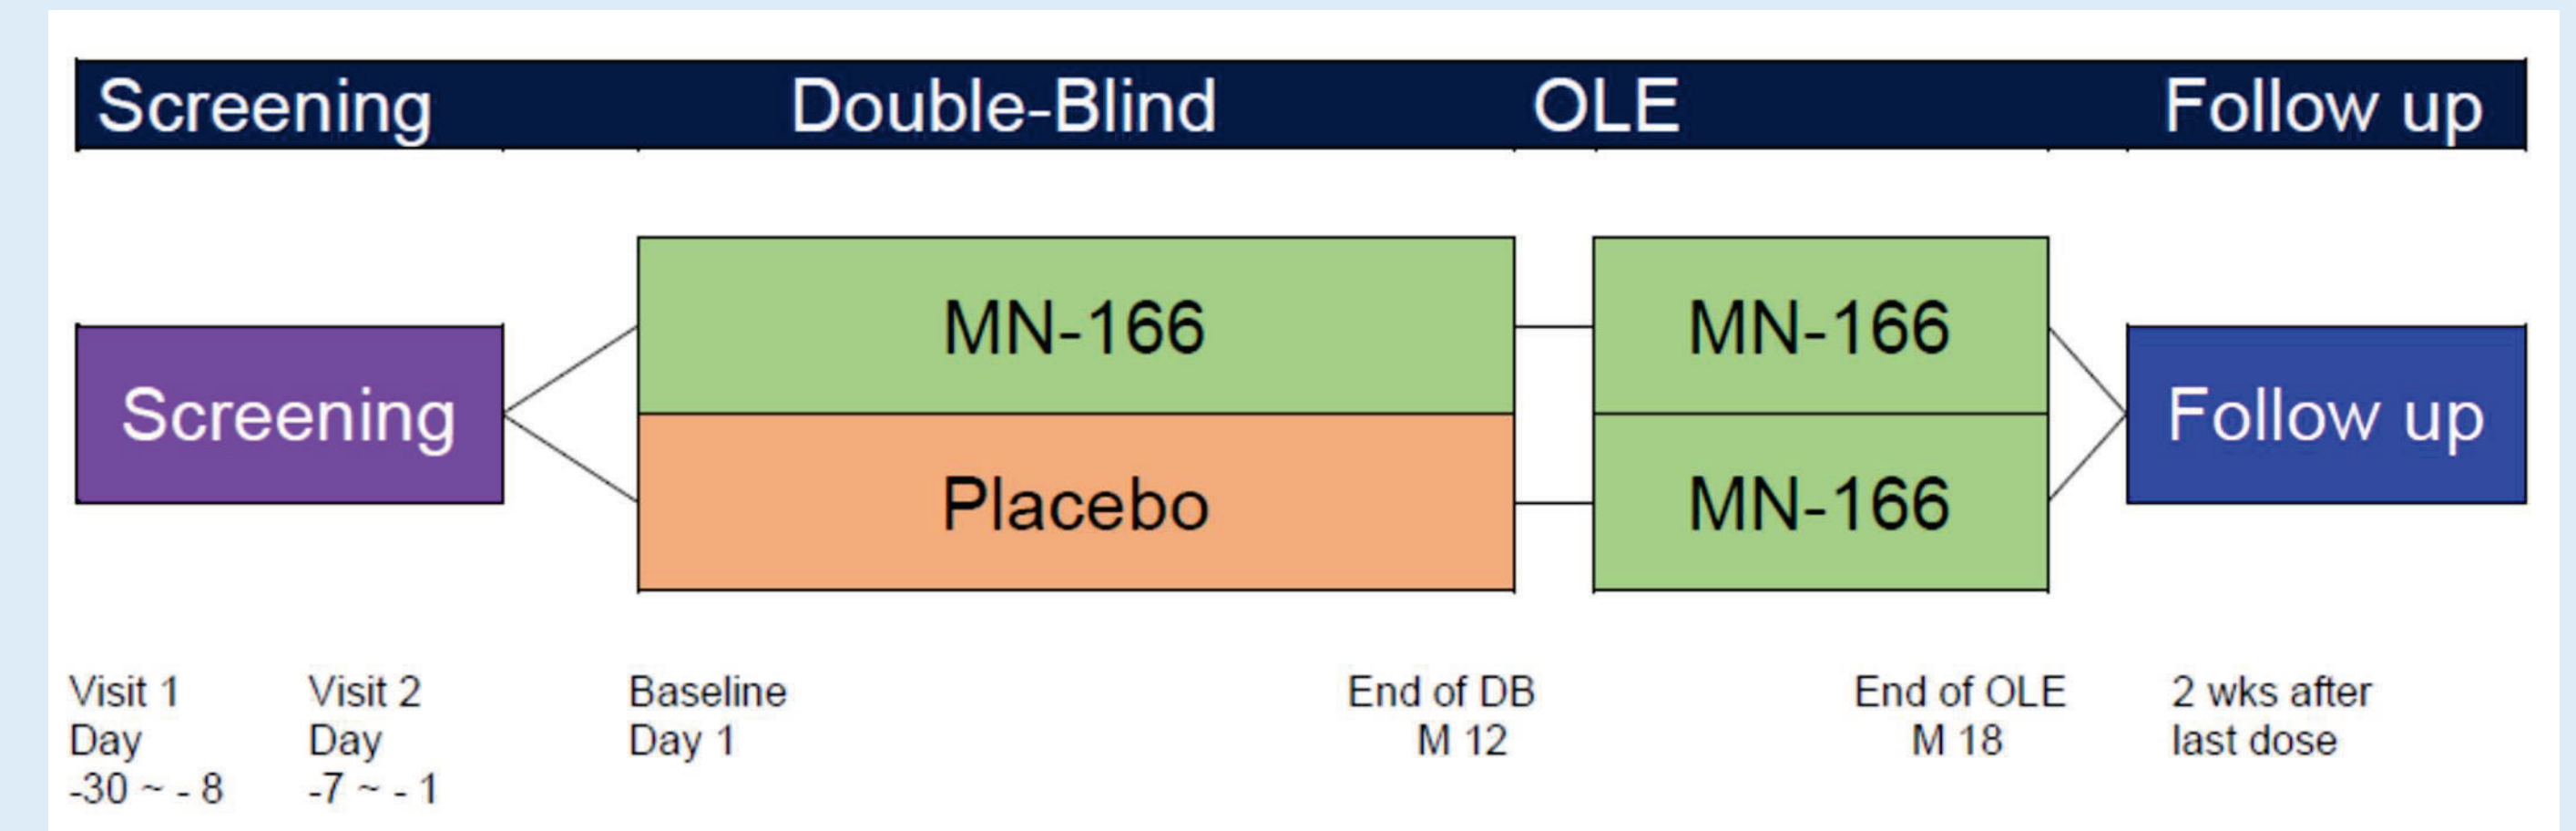 Screening Double-Blind OLE Follow up
MN-166 MN-166
Screening Follow up
Placebo MN-166
Visit 1 Visit 2 Baseline End of DB End of OLE 2 wks after
Day Day Day 1 M 12 M 18 last dose
-30 ~ - 8 -7 ~ - 1